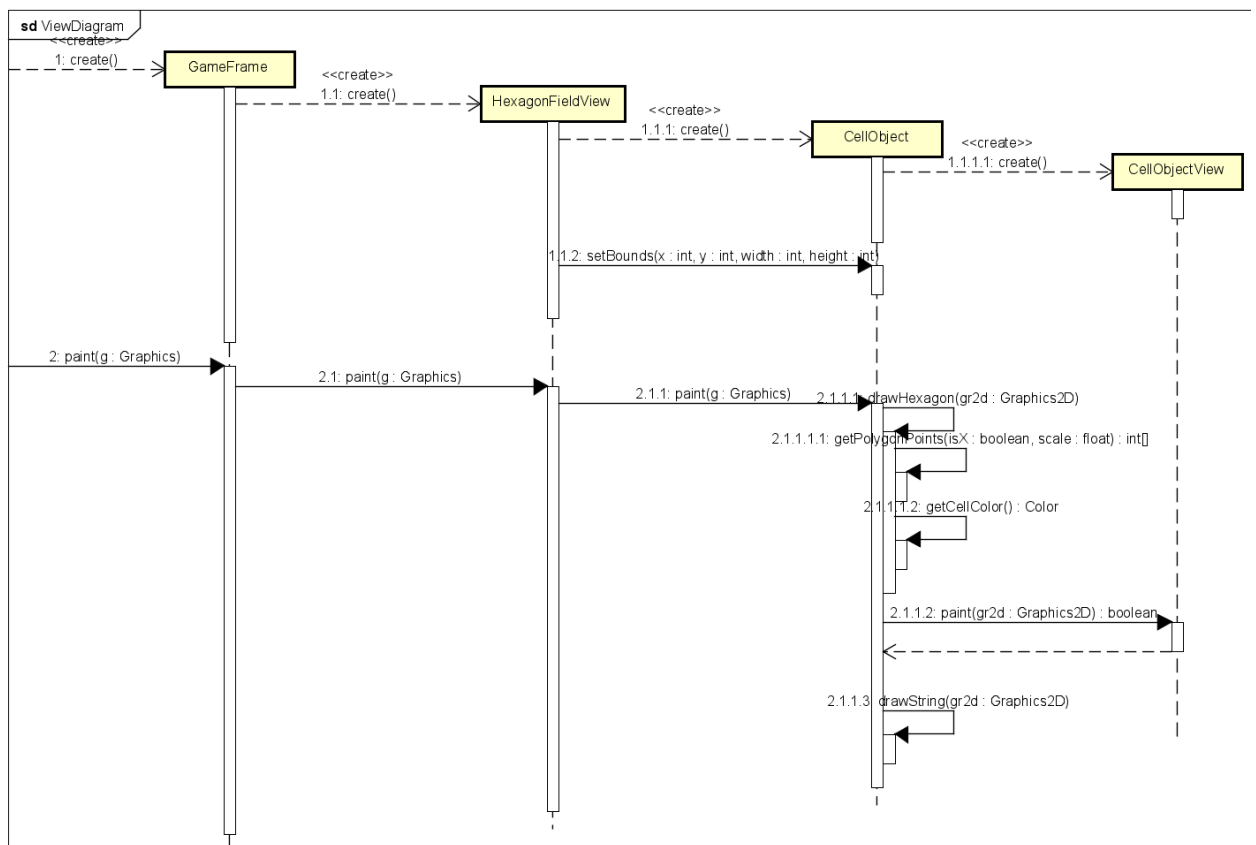 sd ViewDiagram
<<create>>
1: create()
GameFrame
<<create>>
1.1: create()
HexagonFieldView
<<create>>
1.1.1: create()
CellObject
<<create>>
1.1.1.1: create()
CellObjectView
1.1.2: setBounds(x : int, y : int, width : int, height : int)
2: paint(g : Graphics)
2.1: paint(g : Graphics)
2.1.1: paint(g : Graphics)
2.1.1.1: drawHexagon(gr2d : Graphics2D)
2.1.1.1.1: getPolygonPoints(isX : boolean, scale : float) : int[]
2.1.1.1.2: getCellColor() : Color
2.1.1.2: paint(gr2d : Graphics2D) : boolean
2.1.1.3: drawString(gr2d : Graphics2D)